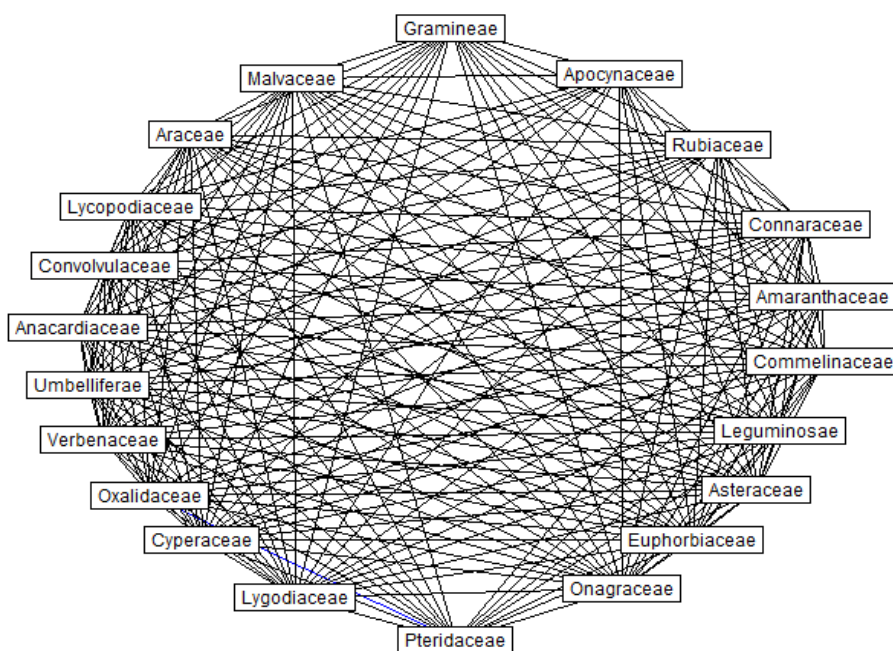 Gramineae
Malvaceae
Apocynaceae
Araceae
Rubiaceae
Lycopodiaceae
Connaraceae
Convolvulaceae
Amaranthaceae
Anacardiaceae
Commelinaceae
Umbelliferae
Leguminosae
Verbenaceae
Asteraceae
Oxalidaceae
Cyperaceae
Euphorbiaceae
Lygodiaceae
Onagraceae
Pteridaceae